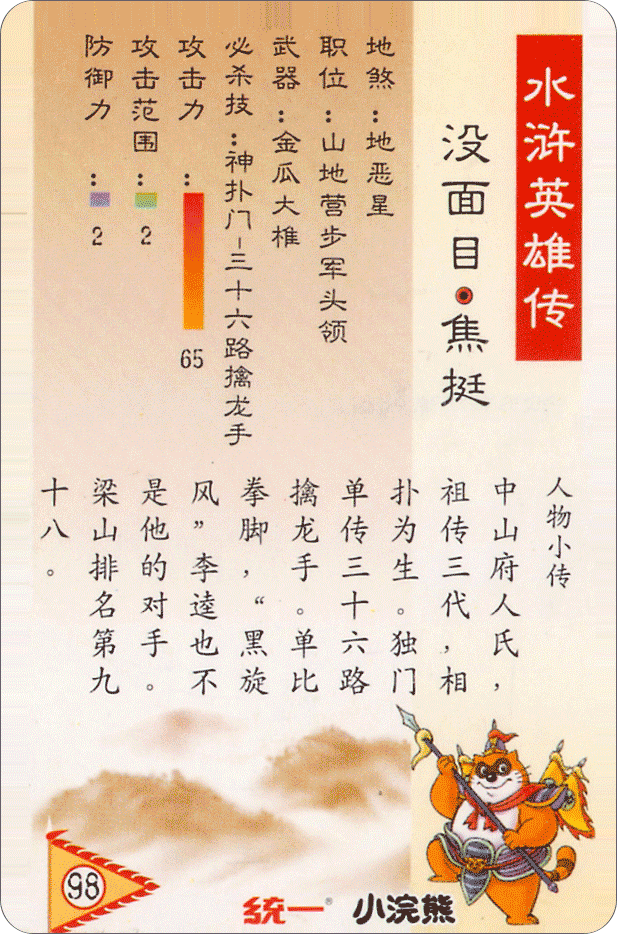 水浒英雄传
没面目·焦挺
地煞：地恶星
职位：山地营步军头领
武器：金瓜大椎
必杀技：神扑门-三十六路擒龙手
攻击力：65
攻击范围：2
防御力：2
人物小传
中山府人氏，
祖传三代，相
扑为生。独门
单传三十六路
擒龙手。单比
拳脚，“黑旋
风”李逵也不
是他的对手。
梁山排名第九
十八。
98
统一® 小浣熊